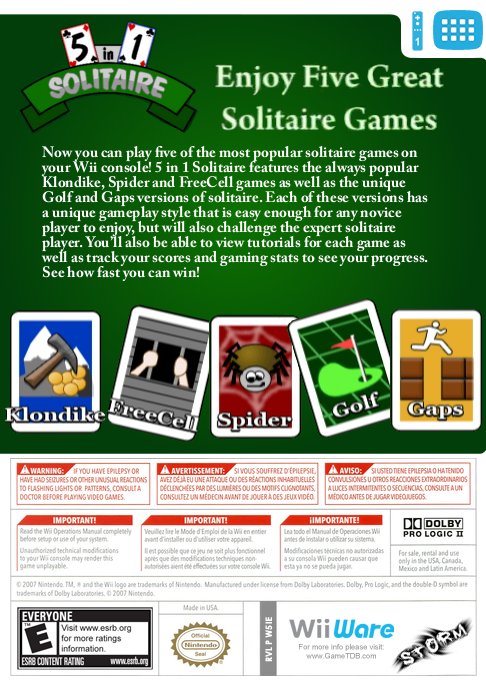 1
5 in 1
SOLITAIRE
Enjoy Five Great
Solitaire Games
Now you can play five of the most popular solitaire games on
your Wii console! 5 in 1 Solitaire features the always popular
Klondike, Spider and FreeCell games as well as the unique
Golf and Gaps versions of solitaire. Each of these versions has
a unique gameplay style that is easy enough for any novice
player to enjoy, but will also challenge the expert solitaire
player. You'll also be able to view tutorials for each game as
well as track your scores and gaming stats to see your progress.
See how fast you can win!
Klondike
FreeCell
Spider
Golf
Gaps
WARNING: IF YOU HAVE EPILEPSY OR
HAVE HAD SEIZURES OR OTHER UNUSUAL REACTIONS
TO FLASHING LIGHTS OR PATTERNS, CONSULT A
DOCTOR BEFORE PLAYING VIDEO GAMES.
AVERTISSEMENT: SI VOUS SOUFFREZ D'ÉPILEPSIE,
AVEZ DÉJÀ EU UNE ATTAQUE OU DES RÉACTIONS INHABITUELLES
DÉCLENCHÉES PAR DES LUMIÈRES OU DES MOTIFS CLIGNOTANTS,
CONSULTEZ UN MÉDECIN AVANT DE JOUER À DES JEUX VIDÉO.
AVISO: SI USTED TIENE EPILEPSIA O HA TENIDO
CONVULSIONES U OTROS REACCIONES EXTRAORDINARIOS
A LUCES INTERMITENTES O SECUENCIAS, CONSULTE A UN
MÉDICO ANTES DE JUGAR VIDEOJUEGOS.
IMPORTANT!
Read the Wii Operations Manual completely
before setup or use of your system.
Unauthorized technical modifications
to your Wii console may render this
game unplayable.
IMPORTANT!
Veuillez lire le Mode d'Emploi de la Wii en entier
avant d'installer ou d'utiliser votre appareil.
Il est possible que ce jeu ne soit plus fonctionnel
après que des modifications techniques non-
autorisées aient été éffectuées sur votre console Wii.
¡IMPORTANTE!
Lea todo el Manual de Operaciones Wii
antes de instalar o utilizar su sistema.
Modificaciones técnicas no autorizadas
a su consola Wii pueden causar que
esta ya no se pueda jugar.
DOLBY
PRO LOGIC II
For sale, rental and use
only in the USA, Canada,
Mexico and Latin America.
© 2007 Nintendo. TM, ® and the Wii logo are trademarks of Nintendo. Manufactured under license from Dolby Laboratories. Dolby, Pro Logic, and the double-D symbol are
trademarks of Dolby Laboratories. © 2007 Nintendo.
EVERYONE
E
Visit www.esrb.org
for more ratings
information.
ESRB CONTENT RATING www.esrb.org
Made in USA.
Official
Nintendo
Seal
RVL P W51E
WiiWare
For more info please visit:
www.GameTDB.com
STORM